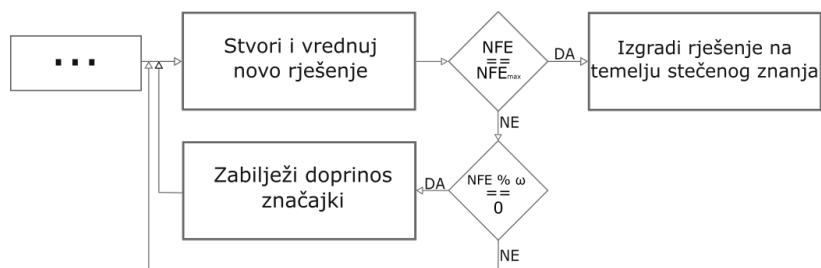 ...
Stvori i vrednuj
novo rješenje
NFE
==
NFEmax
DA
Izgradi rješenje na
temelju stečenog znanja
NE
Zabilježi doprinos
značajki
DA
NFE % ω
==
0
NE